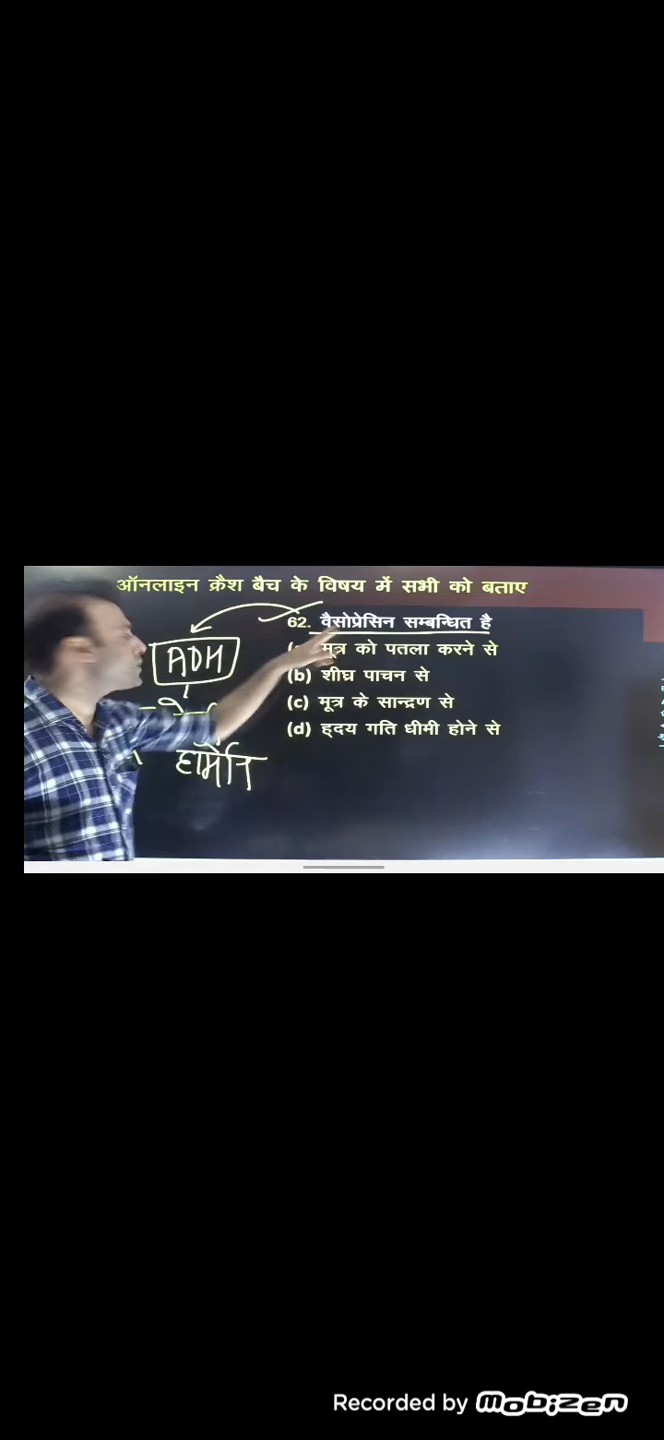 ऑनलाइन क्रैश बैच के विषय में सभी को बताए
62. वैसोप्रेसिन सम्बन्धित है
मूत्र को पतला करने से
(b) शीघ्र पाचन से
(c) मूत्र के सान्द्रण से
(d) ह्दय गति धीमी होने से
ADH
Recorded by Mobizen